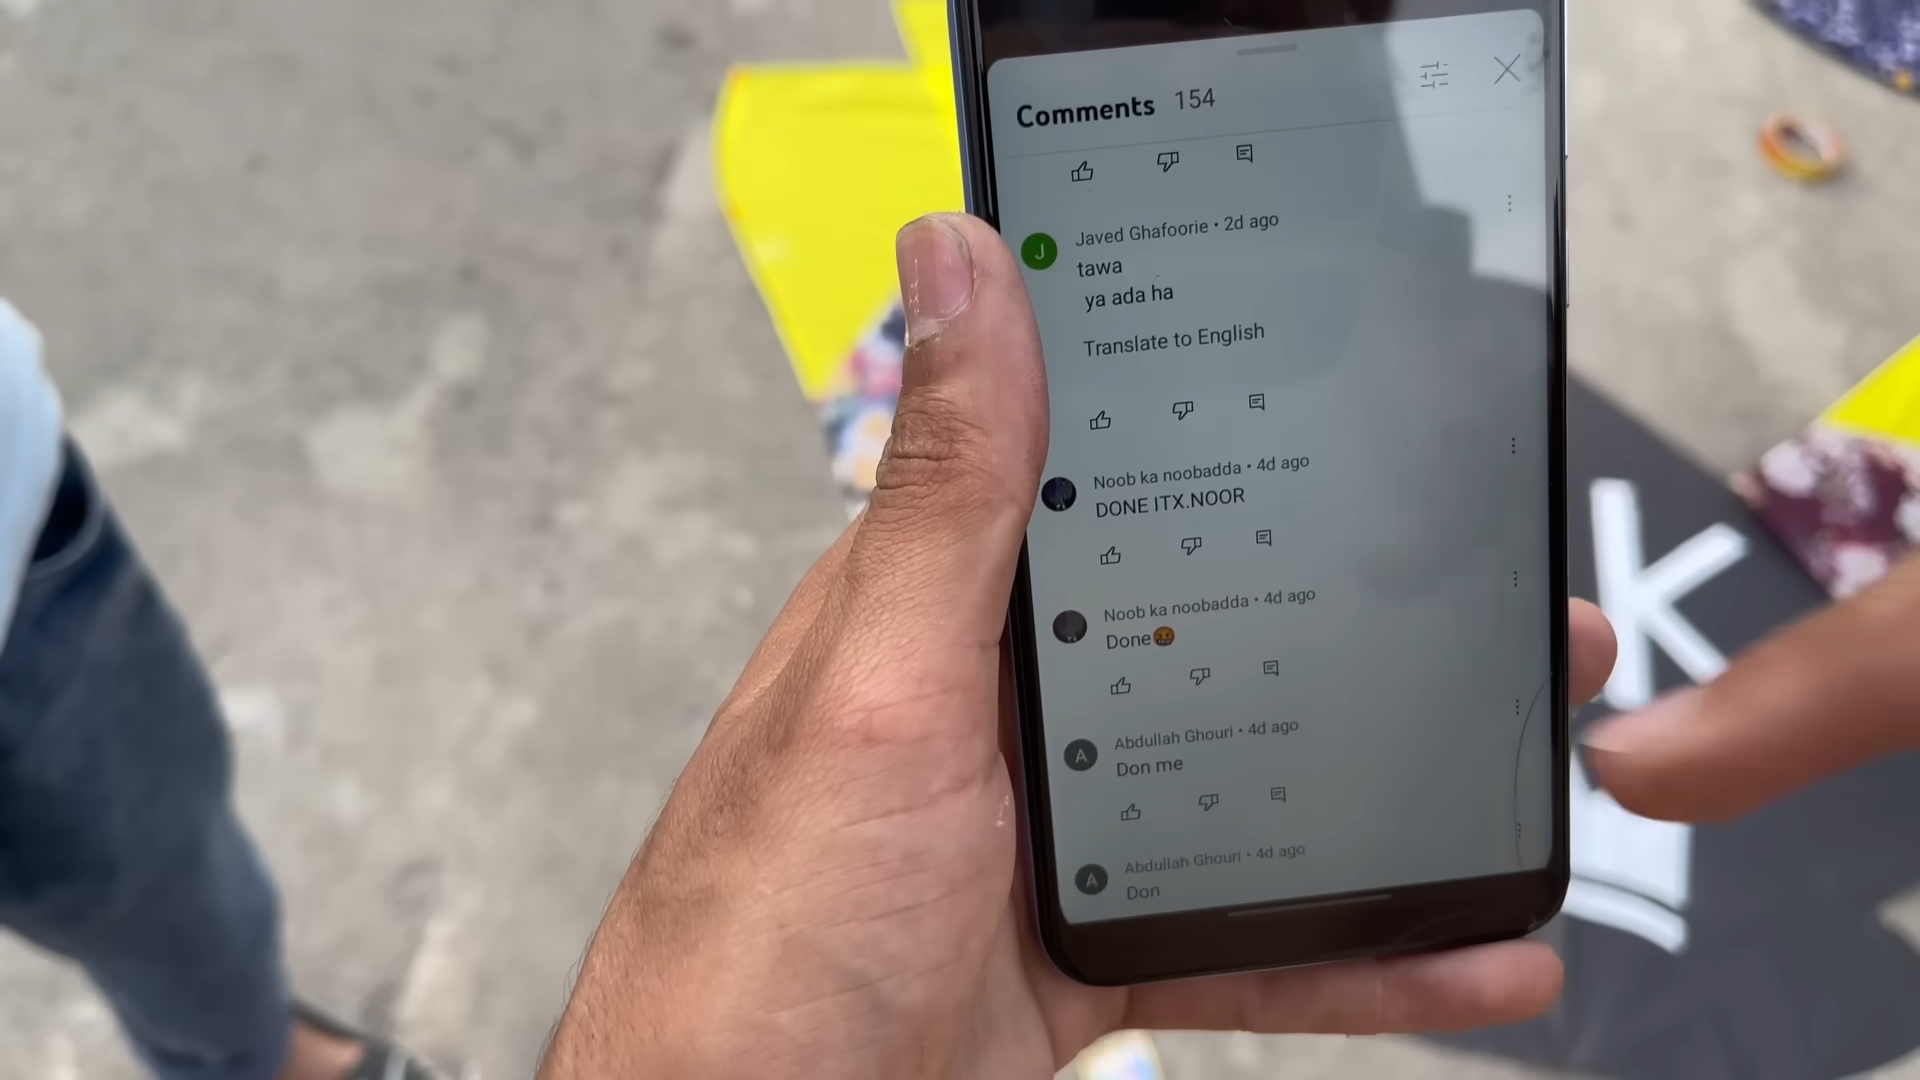 Comments 154
Javed Ghafoorie • 2d ago
tawa
ya ada ha
Translate to English
Noob ka noobadda • 4d ago
DONE ITX.NOOR
Noob ka noobadda • 4d ago
Done🤬
Abdullah Ghouri • 4d ago
Don me
Abdullah Ghouri • 4d ago
Don
J
A
A
K